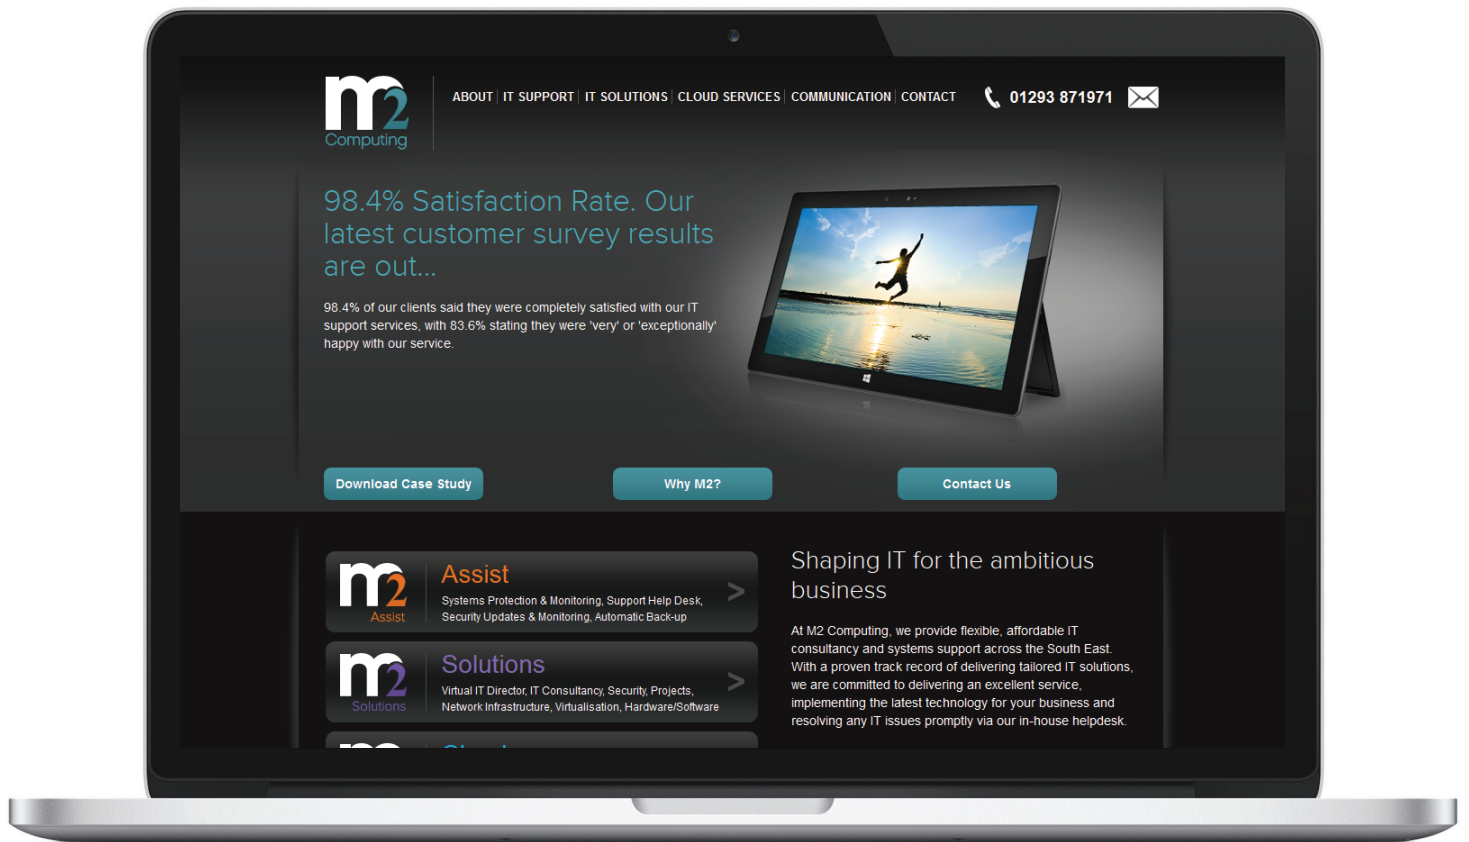 m2
Computing
ABOUT
IT SUPPORT
IT SOLUTIONS
CLOUD SERVICES
COMMUNICATION
CONTACT
01293 871971
98.4% Satisfaction Rate. Our
latest customer survey results
are out...
98.4% of our clients said they were completely satisfied with our IT
support services, with 83.6% stating they were 'very' or 'exceptionally'
happy with our service.
Download Case Study
Why M2?
Contact Us
m2
Assist
Assist
Systems Protection & Monitoring, Support Help Desk,
Security Updates & Monitoring, Automatic Back-up
>
m2
Solutions
Solutions
Virtual IT Director, IT Consultancy, Security, Projects,
Network Infrastructure, Virtualisation, Hardware/Software
>
Shaping IT for the ambitious
business
At M2 Computing, we provide flexible, affordable IT
consultancy and systems support across the South East.
With a proven track record of delivering tailored IT solutions,
we are committed to delivering an excellent service,
implementing the latest technology for your business and
resolving any IT issues promptly via our in-house helpdesk.